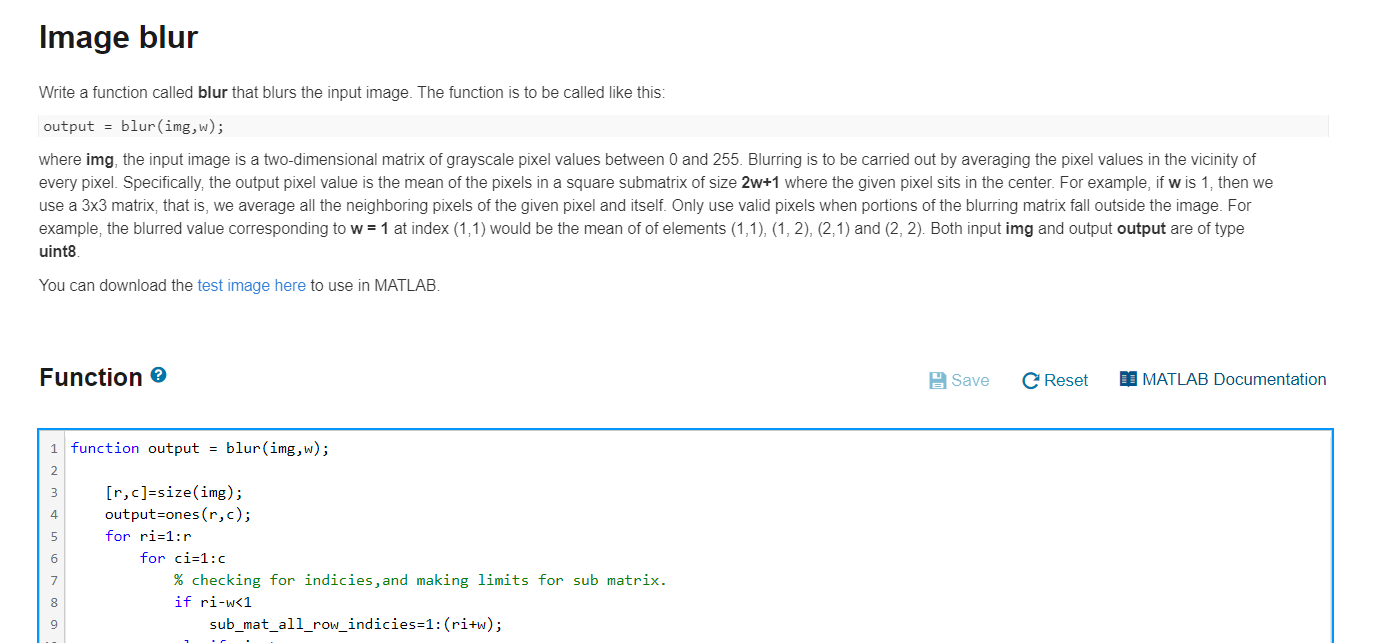 Image blur
Write a function called blur that blurs the input image. The function is to be called like this:
output = blur(img,w);
where img, the input image is a two-dimensional matrix of grayscale pixel values between 0 and 255. Blurring is to be carried out by averaging the pixel values in the vicinity of
every pixel. Specifically, the output pixel value is the mean of the pixels in a square submatrix of size 2w+1 where the given pixel sits in the center. For example, if w is 1, then we
use a 3x3 matrix, that is, we average all the neighboring pixels of the given pixel and itself. Only use valid pixels when portions of the blurring matrix fall outside the image. For
example, the blurred value corresponding to w = 1 at index (1,1) would be the mean of of elements (1,1), (1, 2), (2,1) and (2, 2). Both input img and output output are of type
uint8.
You can download the test image here to use in MATLAB.
Function ?
Save Reset MATLAB Documentation
1 function output = blur(img,w);
2
3 [r,c]=size(img);
4 output=ones(r,c);
5 for ri=1:r
6 for ci=1:c
7 % checking for indicies,and making limits for sub matrix.
8 if ri-w<1
9 sub_mat_all_row_indicies=1:(ri+w);